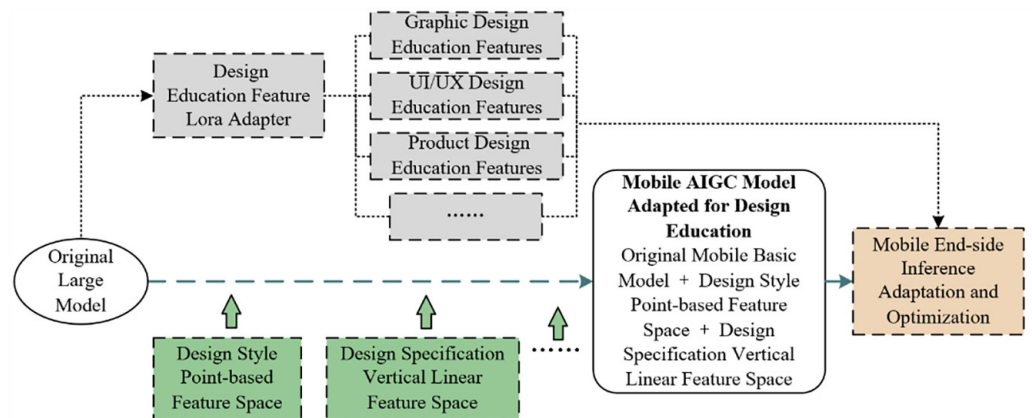 Graphic Design
Education Features
Design
Education Feature
Lora Adapter
UI/UX Design
Education Features
Product Design
Education Features
......
Original
Large
Model
Mobile AIGC Model
Adapted for Design
Education
Original Mobile Basic
Model + Design Style
Point-based Feature
Space + Design
Specification Vertical
Linear Feature Space
Mobile End-side
Inference
Adaptation and
Optimization
Design Style
Point-based
Feature Space
Design Specification
Vertical Linear
Feature Space
......